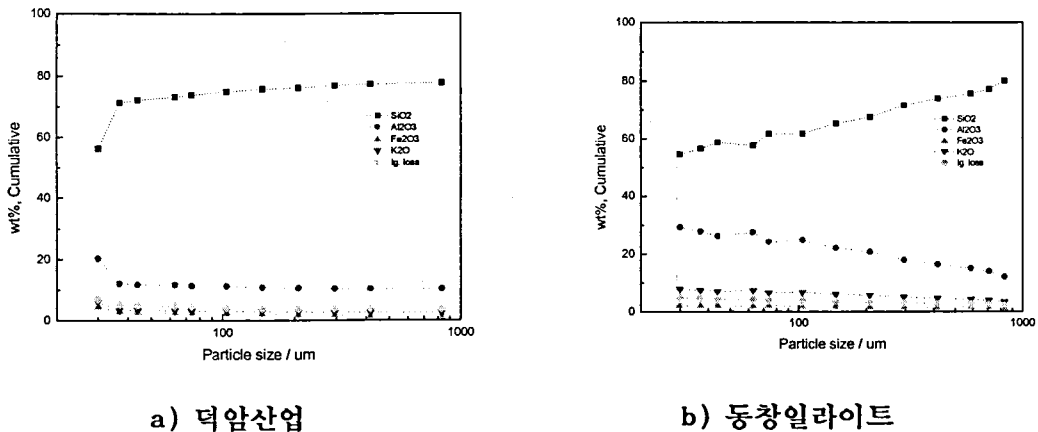 100
80
60
40
20
0
wt%, Cumulative
SiO2
Al2O3
Fe2O3
K2O
Ig. loss
100
1000
Particle size / um
a) 덕암산업
100
80
60
40
20
0
wt%, Cumulative
SiO2
Al2O3
Fe2O3
K2O
Ig. loss
100
1000
Particle size / um
b) 동창일라이트